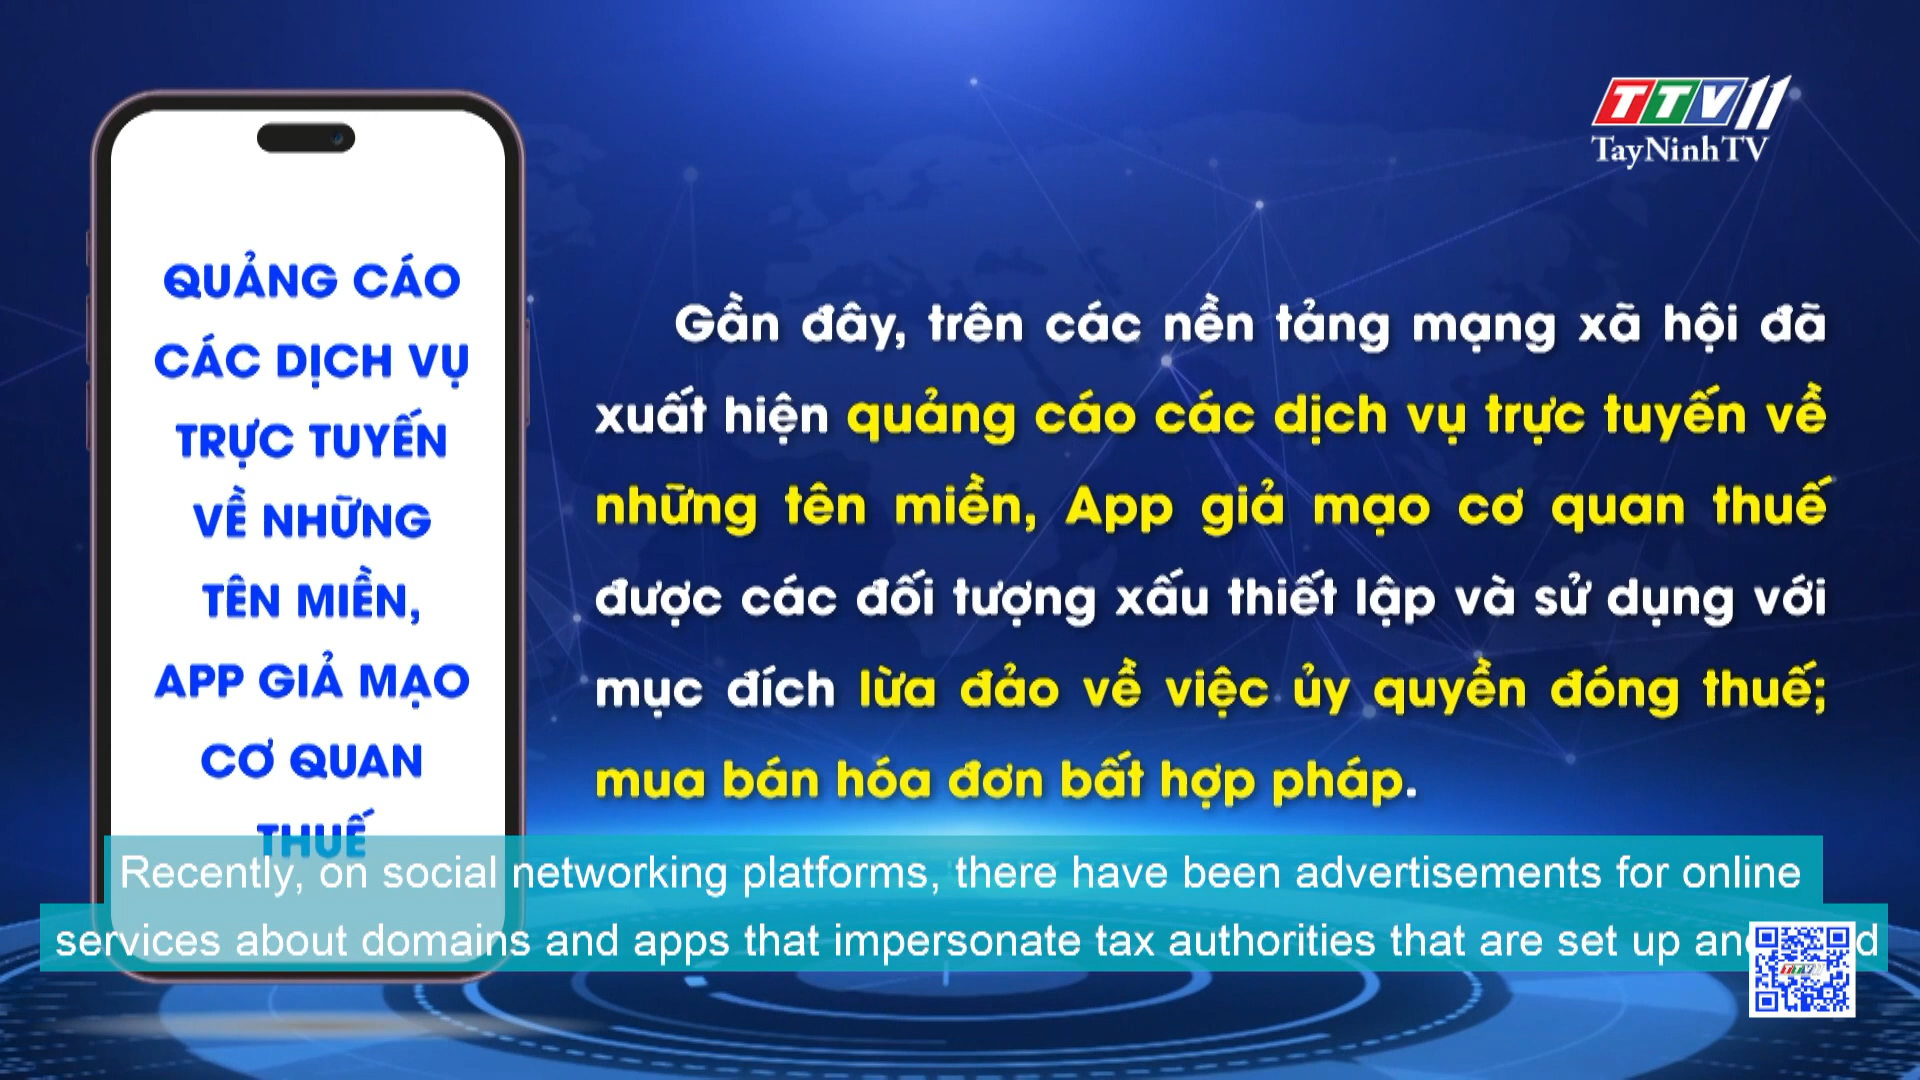 TTV11
TayNinhTV
QUẢNG CÁO
CÁC DỊCH VỤ
TRỰC TUYẾN
VỀ NHỮNG
TÊN MIỀN,
APP GIẢ MẠO
CƠ QUAN
THUẾ
Gần đây, trên các nền tảng mạng xã hội đã
xuất hiện quảng cáo các dịch vụ trực tuyến về
những tên miền, App giả mạo cơ quan thuế
được các đối tượng xấu thiết lập và sử dụng với
mục đích lừa đảo về việc ủy quyền đóng thuế;
mua bán hóa đơn bất hợp pháp.
Recently, on social networking platforms, there have been advertisements for online
services about domains and apps that impersonate tax authorities that are set up